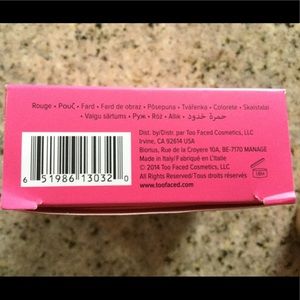 Rouge • Ρουζ • Fard • Fard de obraz • Põsepuna • Tvářenka • Colorete • Skaistalai
• Vaigu sārtums • Руж • Róż • Alık • حمرة خدود
Dist. by/Distr. par Too Faced Cosmetics, LLC
Irvine, CA 92614 USA
Biorius, Rue de la Croyere 10A, BE-7170 MANAGE
Made in Italy/Fabriqué en L'Italie
© 2014 Too Faced Cosmetics, LLC
All Rights Reserved/Tous droits réservés
www.toofaced.com
6 51986 13032 0